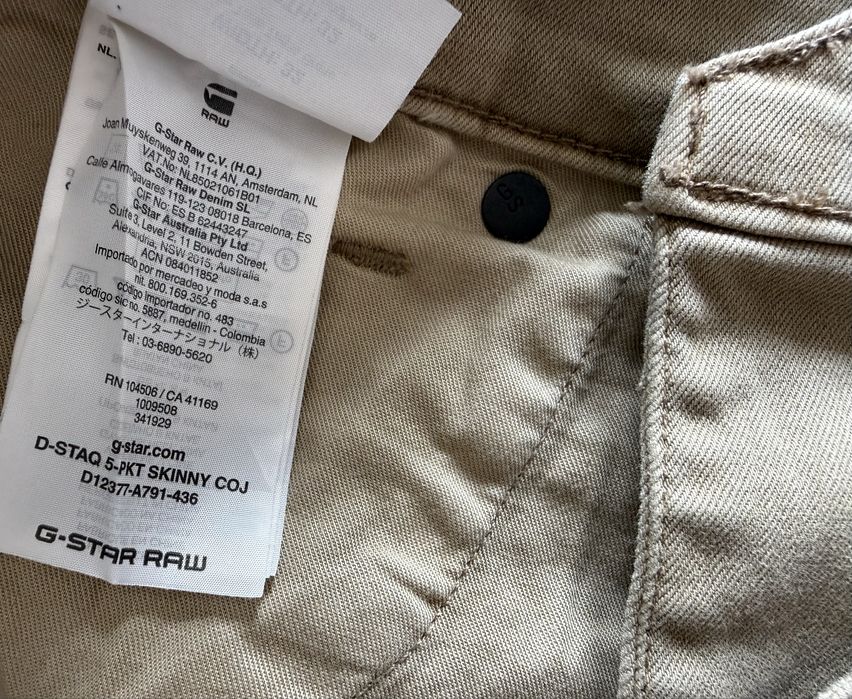 NL.
RAW
G-Star Raw C.V. (H.Q.)
Joan Muyskenweg 39, 1114 AN, Amsterdam, NL
VAT.No: NL85021061B01
G-Star Raw Denim SL
Calle Almogavares 119-123 08018 Barcelona, ES
CIF No: ES B 62443247
G-Star Australia Pty Ltd
Suite 3, Level 2, 11 Bowden Street,
Alexandria, NSW 2015, Australia
ACN 084011852
Importado por mercadeo y moda s.a.s
nit. 800.169.352-6
código importador no. 483
código sic no. 5887, medellin - Colombia
ジースターインターナショナル（株）
Tel : 03-6890-5620
RN 104506 / CA 41169
1009508
341929
g-star.com
D-STAQ 5-PKT SKINNY COJ
D12377-A791-436
G-STAR RAW
GS